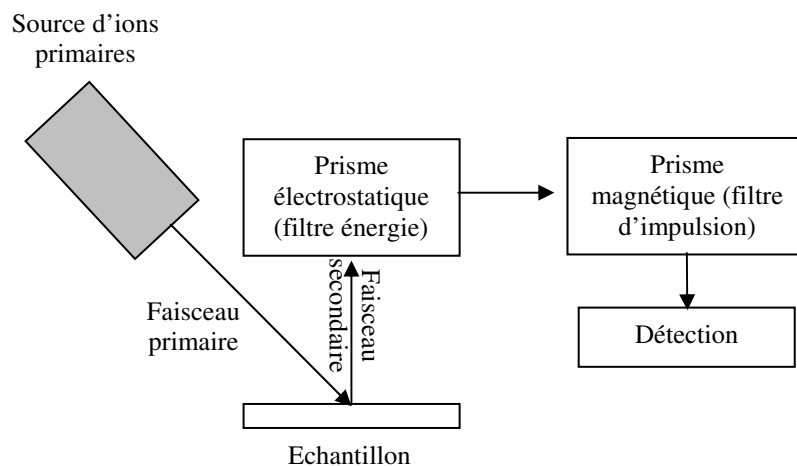 Source d'ions
primaires
Prisme
électrostatique
(filtre énergie)
Prisme
magnétique (filtre
d'impulsion)
Faisceau
primaire
Faisceau
secondaire
Détection
Echantillon